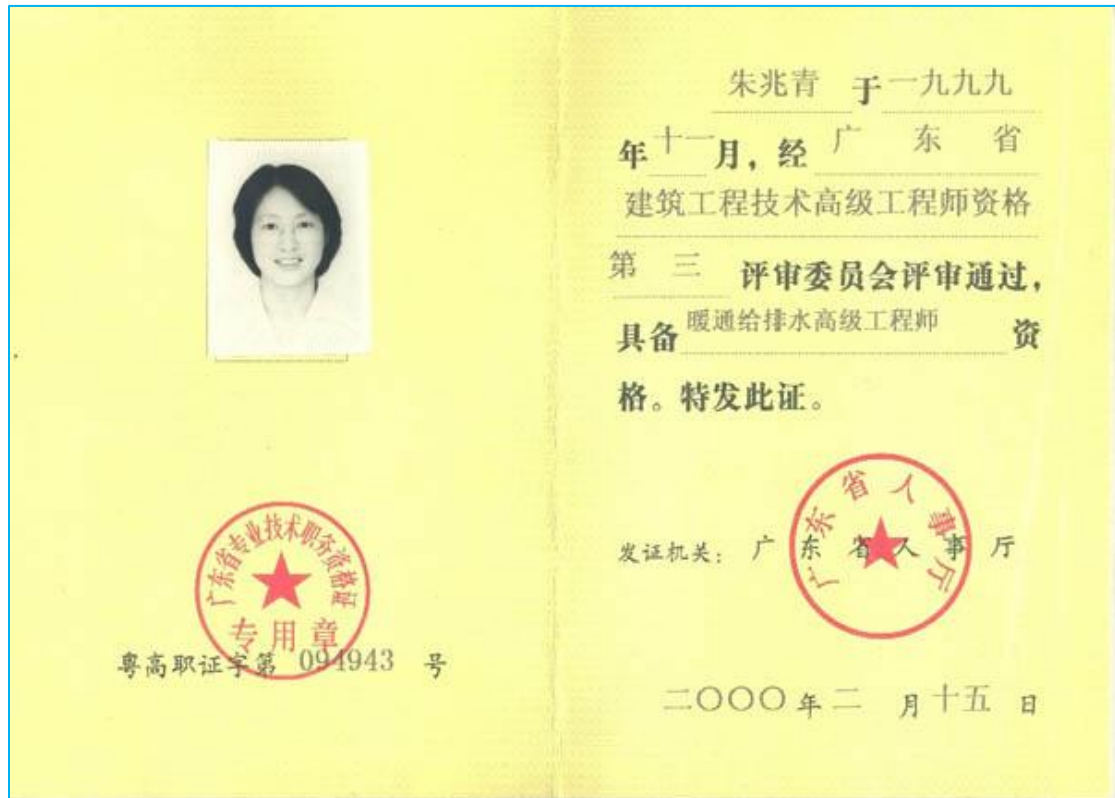 广东省专业技术职务资格证
专用章
粤高职证字第 094943 号
朱兆青 于一九九九
年十一月，经 广东省
建筑工程技术高级工程师资格
第三 评审委员会评审通过，
具备暖通给排水高级工程师 资
格。特发此证。
广东省人事厅
发证机关：广东省人事厅
二〇〇〇年二月十五日